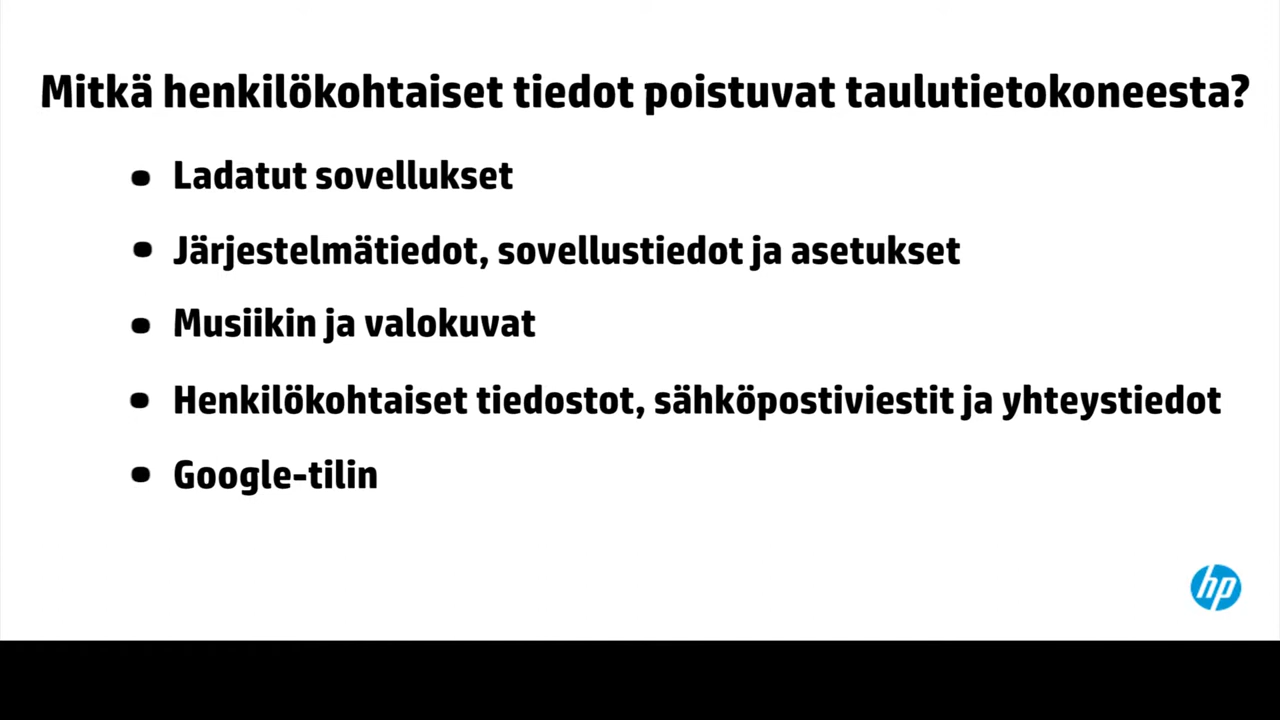 Mitkä henkilökohtaiset tiedot poistuvat taulutietokoneesta?
• Ladatut sovellukset
• Järjestelmätiedot, sovellustiedot ja asetukset
• Musiikin ja valokuvat
• Henkilökohtaiset tiedostot, sähköpostiviestit ja yhteystiedot
• Google-tilin
hp